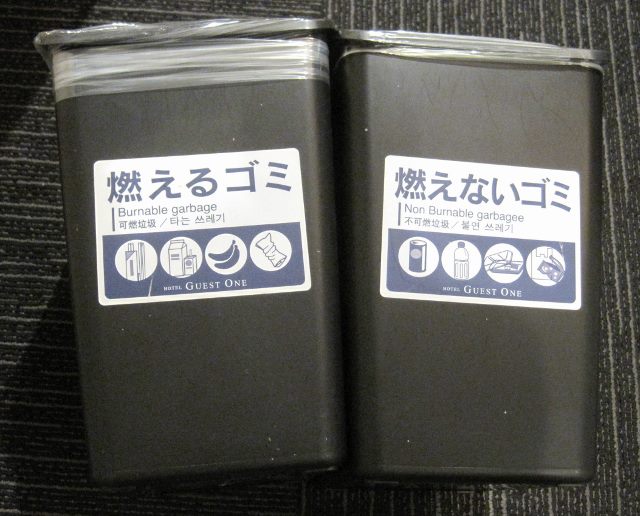 燃えるゴミ
Burnable garbage
可燃垃圾 / 타는 쓰레기
HOTEL GUEST ONE
燃えないゴミ
Non Burnable garbagee
不可燃垃圾 / 불연 쓰레기
HOTEL GUEST ONE